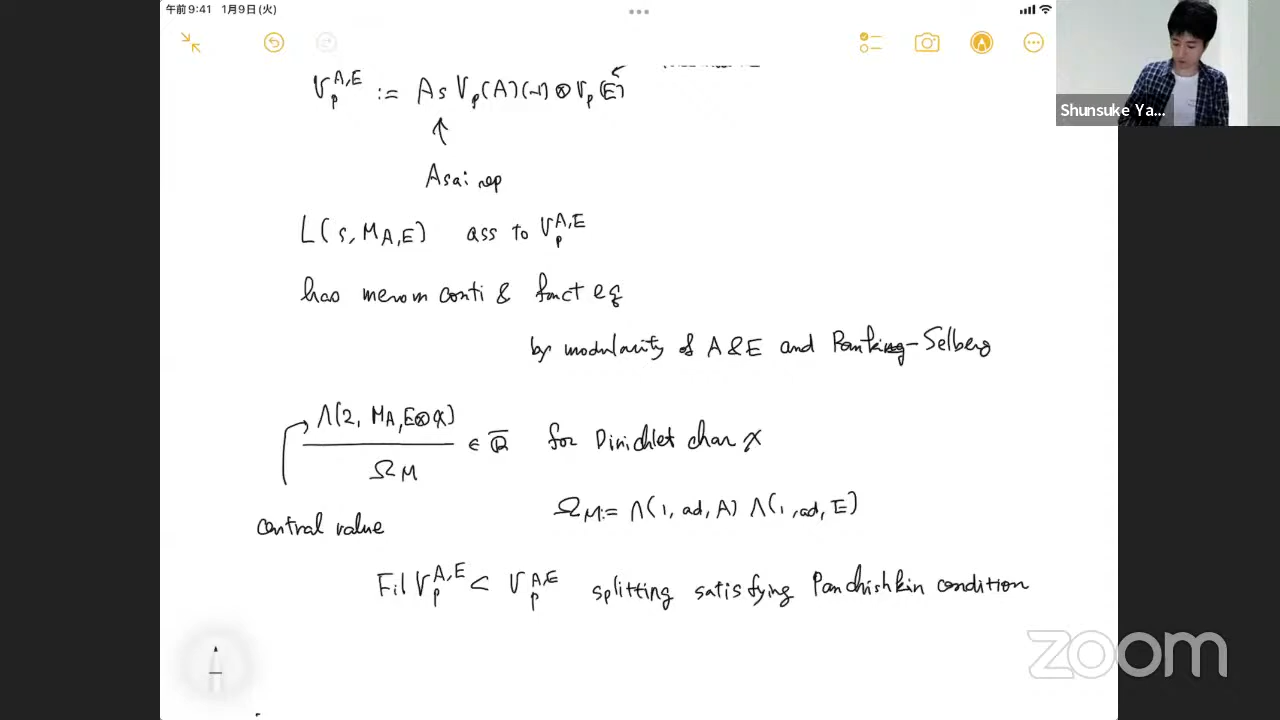 午前9:41 1月9日(火)
Shunsuke Ya...
V_p^{A,E} := As V_p(A)(-1) ⊗ V_p(E)
Asai rep
L(s, M_{A,E}) ass to V_p^{A,E}
has merom conti & funct eq
by modularity of A & E and Rankin-Selberg
Λ(2, M_{A,E}⊗χ) / Ω_M ∈ \overline{Q} for Dirichlet char χ
Ω_M := Λ(1, ad, A) Λ(1, ad, E)
central value
Fil V_p^{A,E} ⊂ V_p^{A,E} splitting satisfying Panchishkin condition
zoom